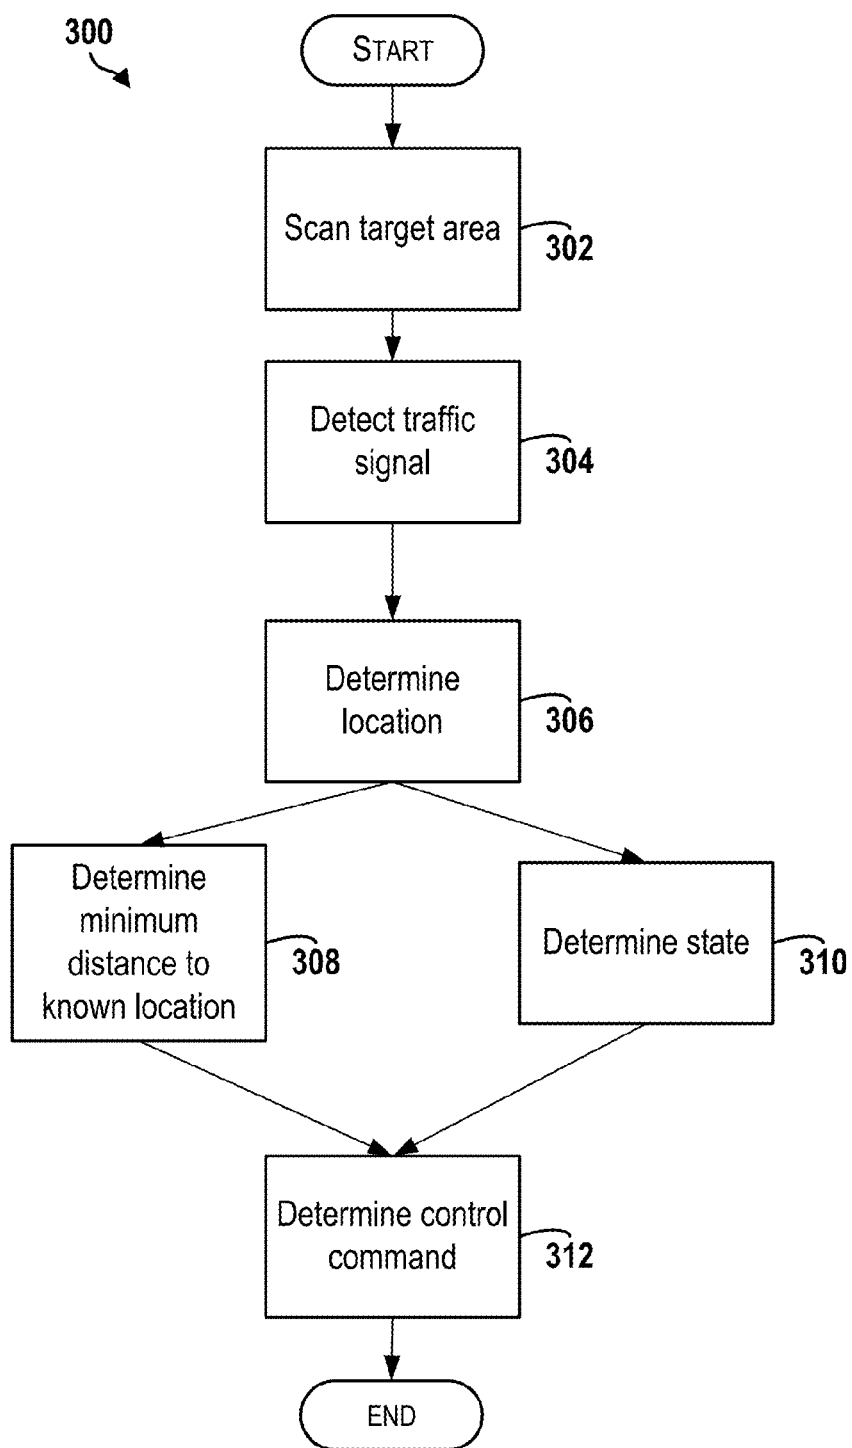 300
START
Scan target area
302
Detect traffic
signal
304
Determine
location
306
Determine
minimum
distance to
known location
308
Determine state
310
Determine control
command
312
END